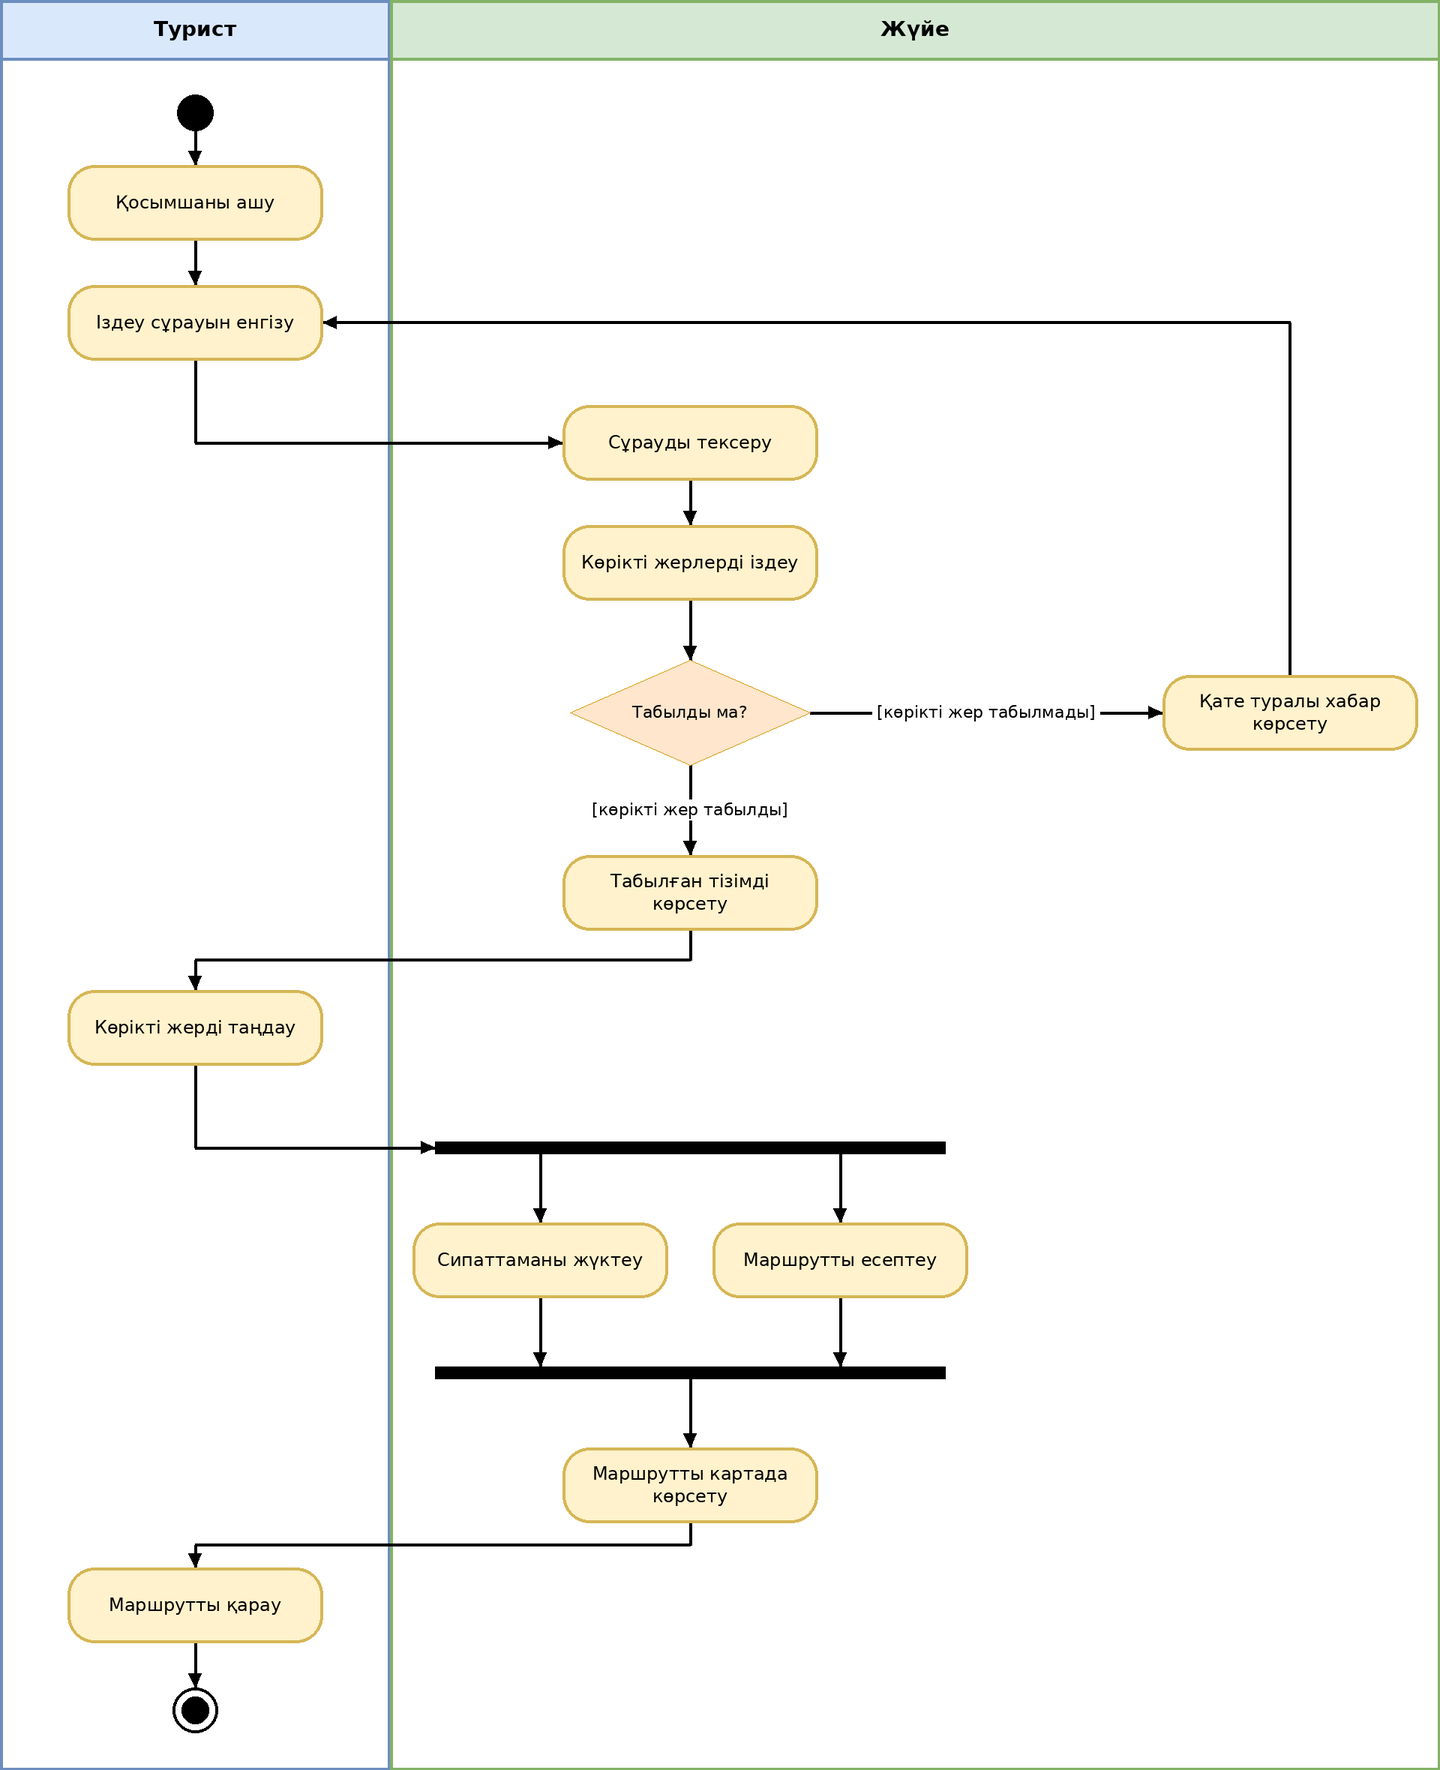 Турист
Жүйе
Қосымшаны ашу
Іздеу сұрауын енгізу
Сұрауды тексеру
Көрікті жерлерді іздеу
Табылды ма?
[көрікті жер табылмады]
Қате туралы хабар
көрсету
[көрікті жер табылды]
Табылған тізімді
көрсету
Көрікті жерді таңдау
Сипаттаманы жүктеу
Маршрутты есептеу
Маршрутты картада
көрсету
Маршрутты қарау